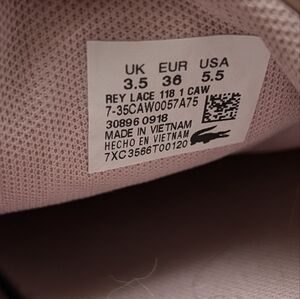 UK EUR USA
3.5 36 5.5
REY LACE 118 1 CAW
7-35CAW0057A75
30896 0918
MADE IN VIETNAM
HECHO EN VIETNAM
7XC3566T00120